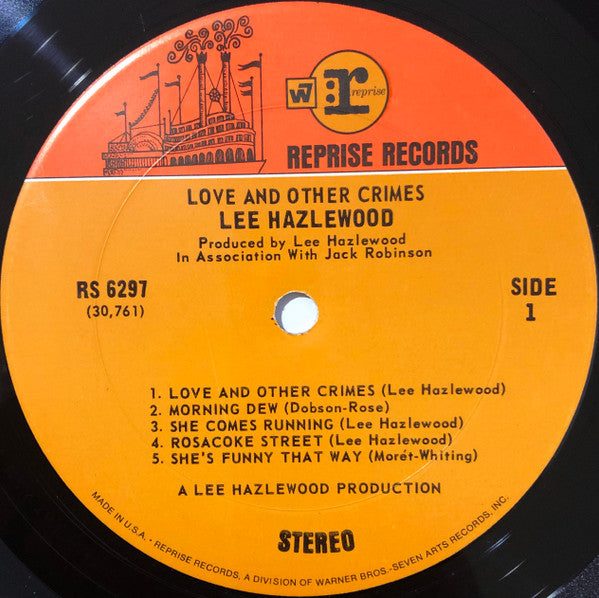 W7 r reprise
REPRISE RECORDS
LOVE AND OTHER CRIMES
LEE HAZLEWOOD
Produced by Lee Hazlewood
In Association With Jack Robinson
RS 6297
(30,761)
SIDE
1
1. LOVE AND OTHER CRIMES (Lee Hazlewood)
2. MORNING DEW (Dobson-Rose)
3. SHE COMES RUNNING (Lee Hazlewood)
4. ROSACOKE STREET (Lee Hazlewood)
5. SHE'S FUNNY THAT WAY (Morét-Whiting)
A LEE HAZLEWOOD PRODUCTION
STEREO
MADE IN U.S.A. • REPRISE RECORDS, A DIVISION OF WARNER BROS.-SEVEN ARTS RECORDS, INC.